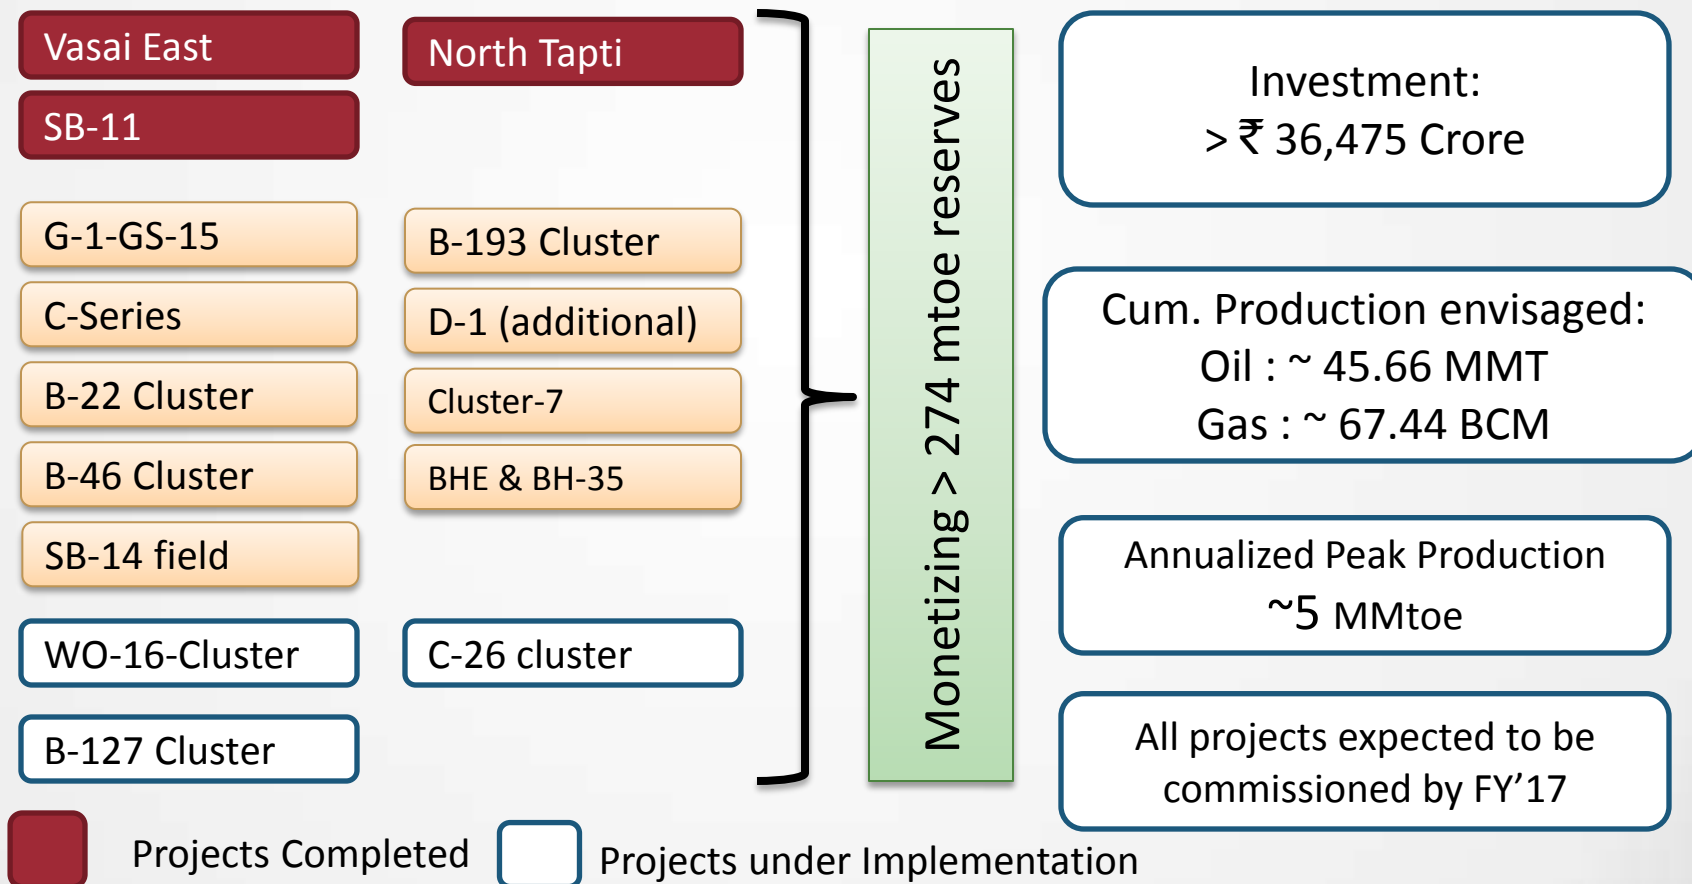 Vasai East
SB-11
North Tapti
G-1-GS-15
C-Series
B-22 Cluster
B-46 Cluster
SB-14 field
B-193 Cluster
D-1 (additional)
Cluster-7
BHE & BH-35
WO-16-Cluster
B-127 Cluster
C-26 cluster
Monetizing > 274 mtoe reserves
Investment:
> ₹ 36,475 Crore
Cum. Production envisaged:
Oil : ~ 45.66 MMT
Gas : ~ 67.44 BCM
Annualized Peak Production
~5 MMtoe
All projects expected to be
commissioned by FY’17
Projects Completed
Projects under Implementation